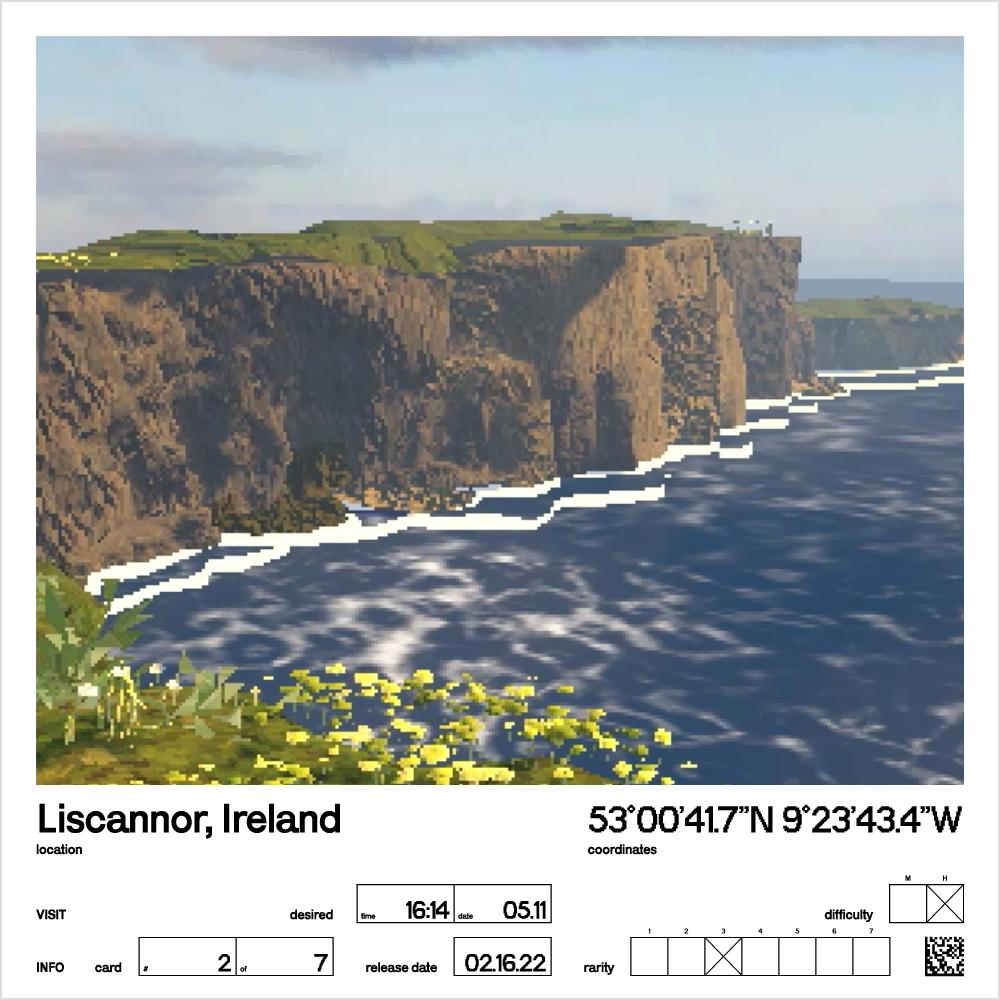 Liscannor, Ireland 53°00’41.7”N 9°23’43.4”W
location coordinates
M H
VISIT desired time 16:14 date 05.11 difficulty
1 2 3 4 5 6 7
INFO card # 2 of 7 release date 02.16.22 rarity